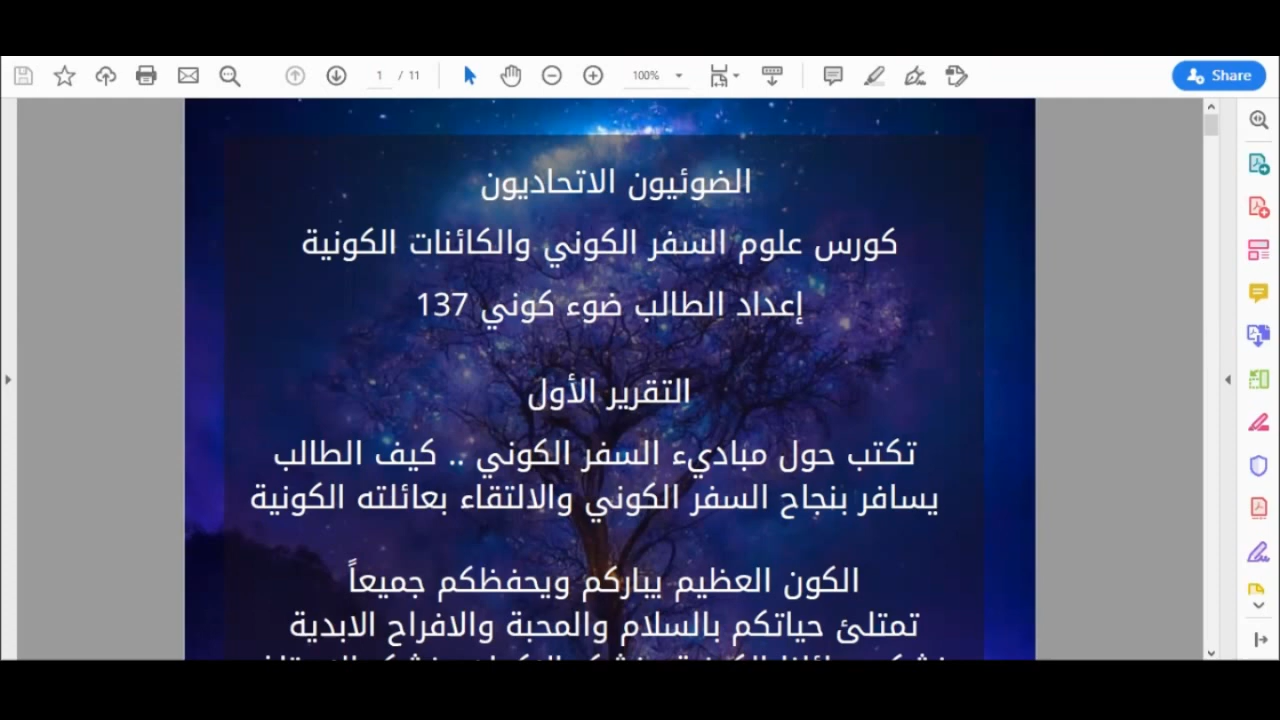 1 / 11
100%
Share
الضوئيون الاتحاديون
كورس علوم السفر الكوني والكائنات الكونية
إعداد الطالب ضوء كوني 137
التقرير الأول
تكتب حول مباديء السفر الكوني .. كيف الطالب
يسافر بنجاح السفر الكوني والالتقاء بعائلته الكونية
الكون العظيم يباركم ويحفظكم جميعاً
تمتلئ حياتكم بالسلام والمحبة والافراح الابدية